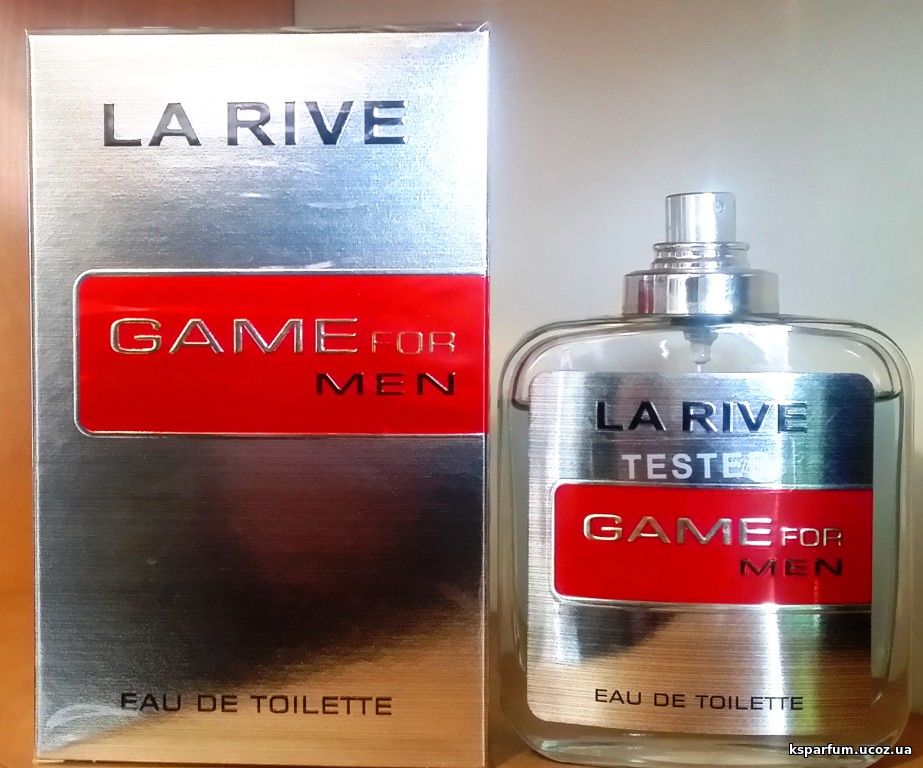 LA RIVE
GAME FOR
MEN
EAU DE TOILETTE
LA RIVE
TESTER
GAME FOR
MEN
EAU DE TOILETTE
ksparfum.ucoz.ua